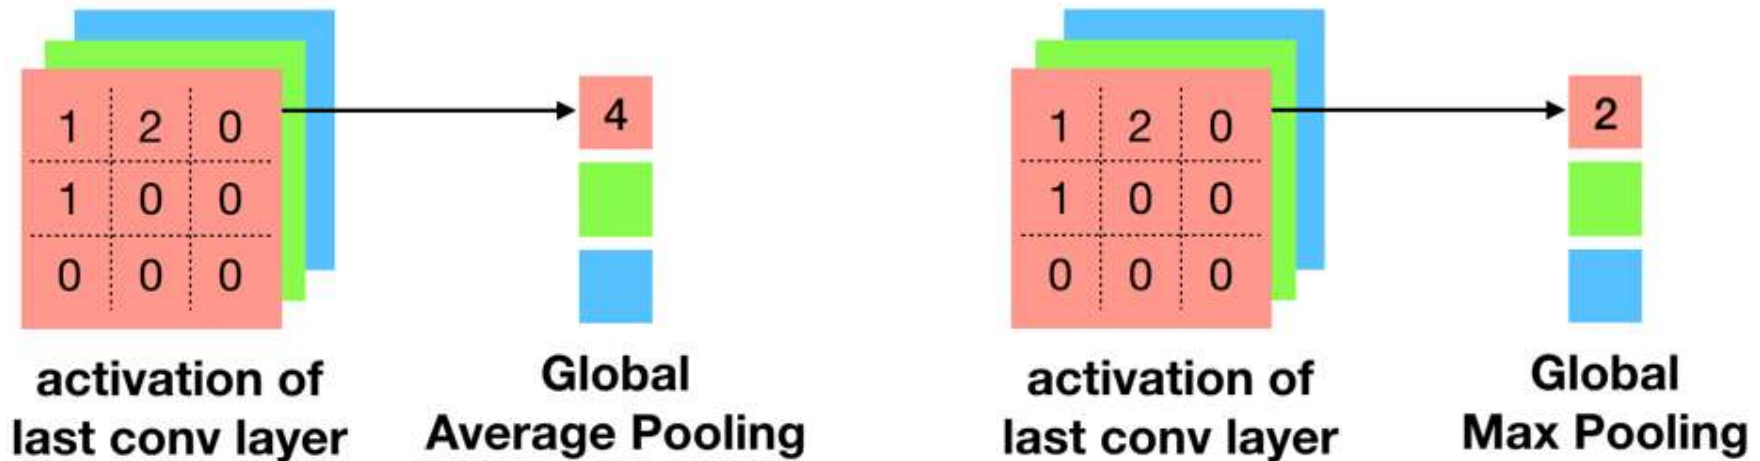 1 2 0
1 0 0
0 0 0
4
activation of
last conv layer
Global
Average Pooling
1 2 0
1 0 0
0 0 0
2
activation of
last conv layer
Global
Max Pooling